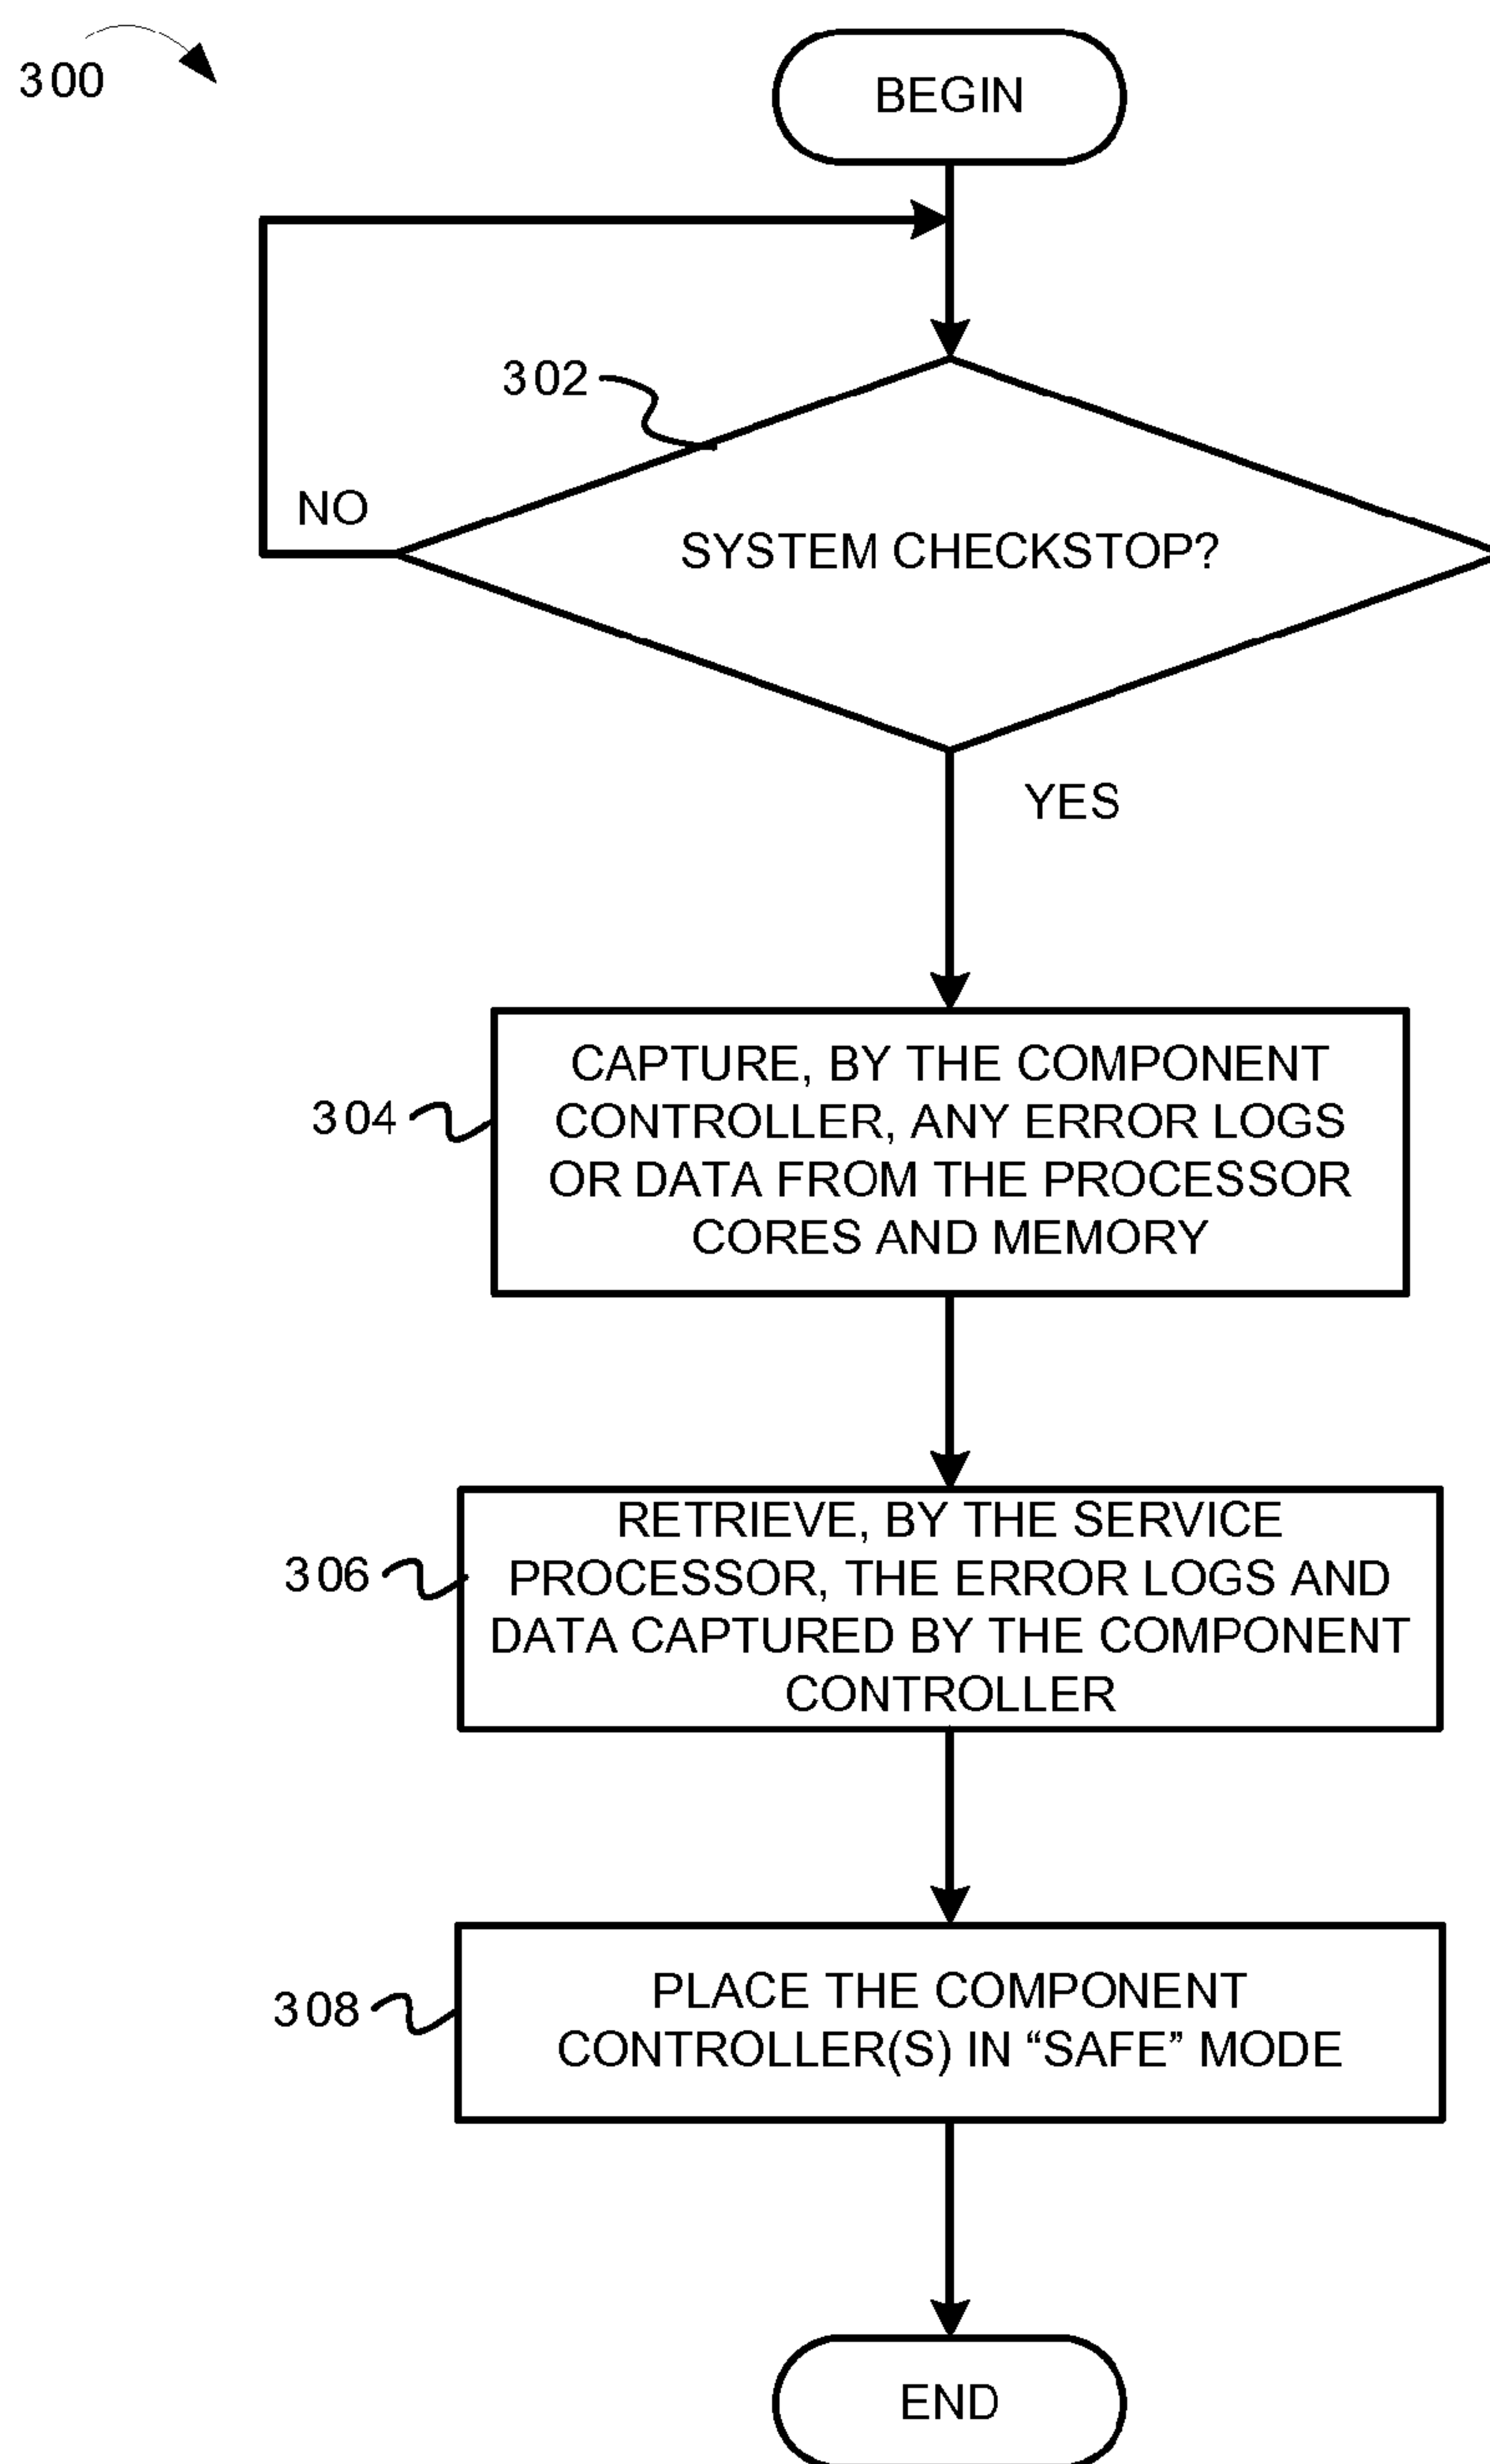 300
BEGIN
302
NO
SYSTEM CHECKSTOP?
YES
304
CAPTURE, BY THE COMPONENT
CONTROLLER, ANY ERROR LOGS
OR DATA FROM THE PROCESSOR
CORES AND MEMORY
306
RETRIEVE, BY THE SERVICE
PROCESSOR, THE ERROR LOGS AND
DATA CAPTURED BY THE COMPONENT
CONTROLLER
308
PLACE THE COMPONENT
CONTROLLER(S) IN “SAFE” MODE
END